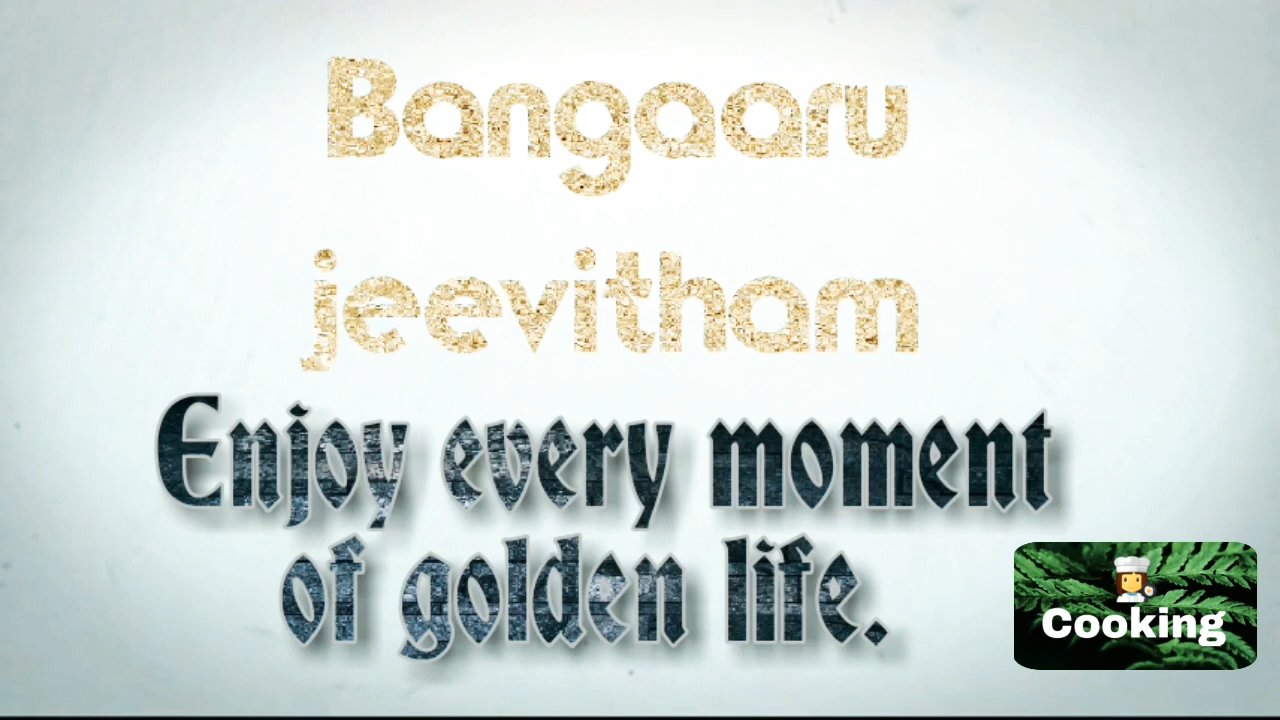 Bangaaru
jeevitham
Enjoy every moment
of golden life.
Cooking